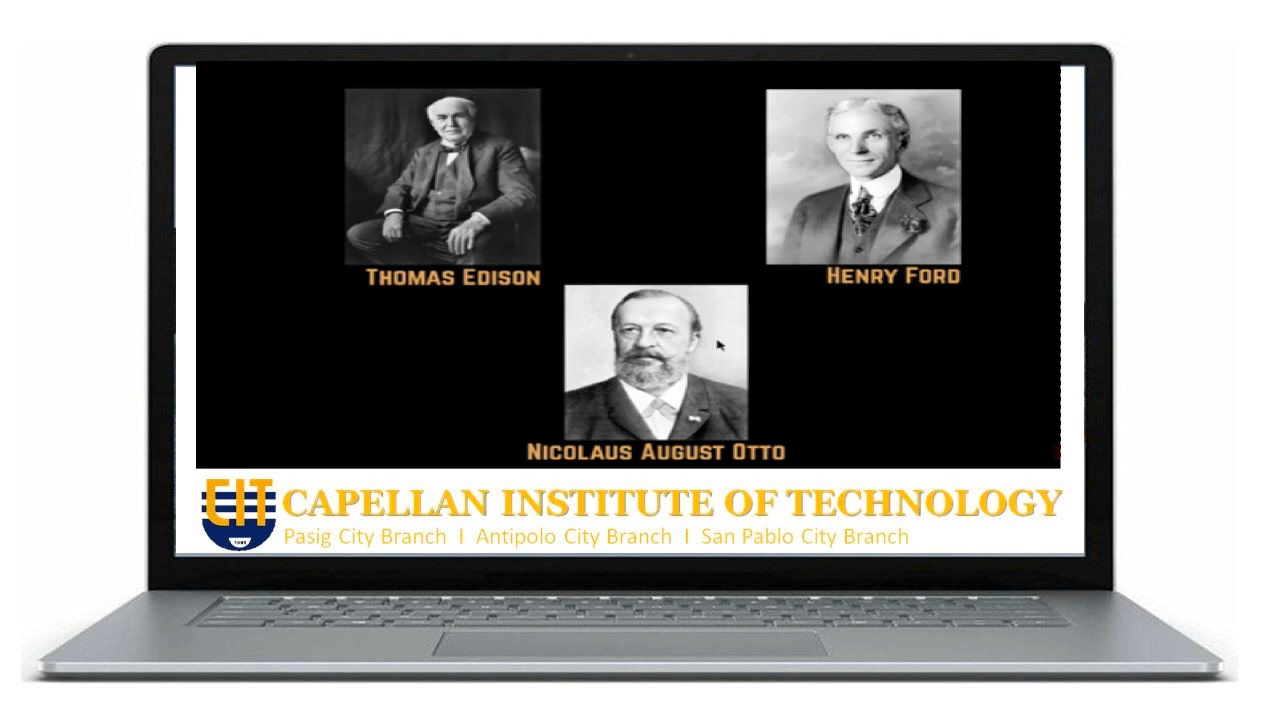 THOMAS EDISON
HENRY FORD
NICOLAUS AUGUST OTTO
CIT CAPELLAN INSTITUTE OF TECHNOLOGY
Pasig City Branch I Antipolo City Branch I San Pablo City Branch